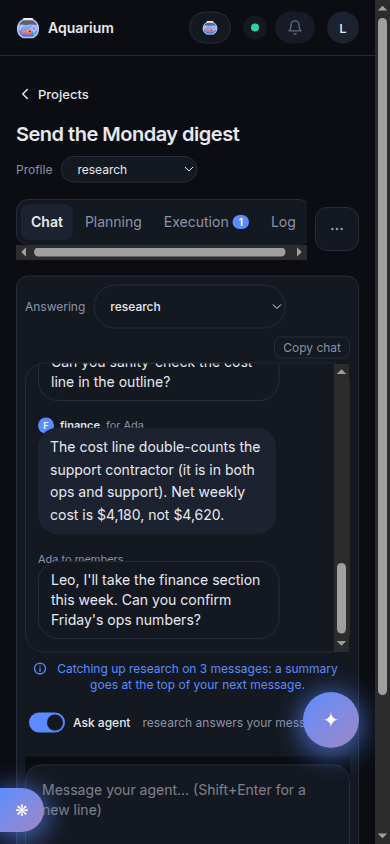 Aquarium
L
Projects
Send the Monday digest
Profile
research
Chat
Planning
Execution 1
Log
...
Answering
research
Copy chat
Can you sanity-check the cost
line in the outline?
F finance for Ada
The cost line double-counts the
support contractor (it is in both
ops and support). Net weekly
cost is $4,180, not $4,620.
Ada to members
Leo, I'll take the finance section
this week. Can you confirm
Friday's ops numbers?
Catching up research on 3 messages: a summary
goes at the top of your next message.
Ask agent
research answers your mess
Message your agent... (Shift+Enter for a
new line)